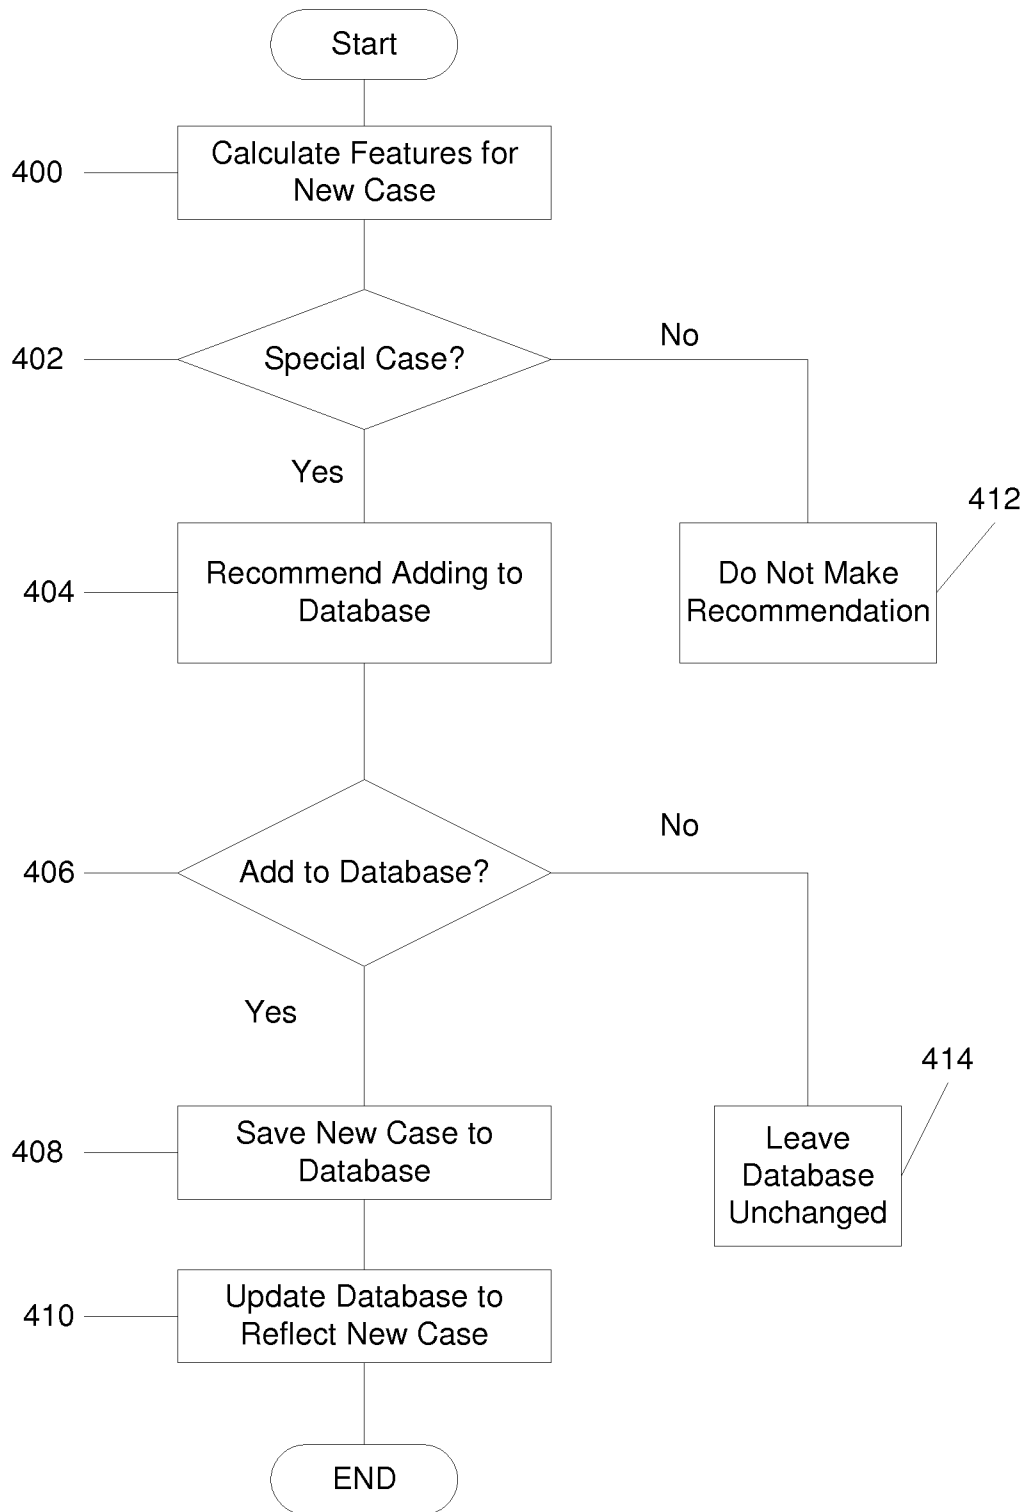 Start
400
Calculate Features for
New Case
402
Special Case?
No
Yes
412
404
Recommend Adding to
Database
Do Not Make
Recommendation
406
Add to Database?
No
Yes
414
408
Save New Case to
Database
Leave
Database
Unchanged
410
Update Database to
Reflect New Case
END